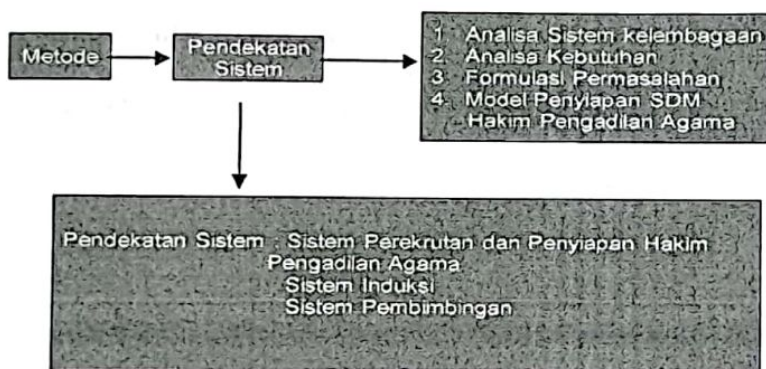 Metode
Pendekatan
Sistem
1. Analisa Sistem kelembagaan
2. Analisa Kebutuhan
3 Formulasi Permasalahan
4. Model Penyiapan SDM
Hakim Pengadilan Agama
Pendekatan Sistem : Sistem Perekrutan dan Penyiapan Hakim
Pengadilan Agama
Sistem Induksi
Sistem Pembimbingan